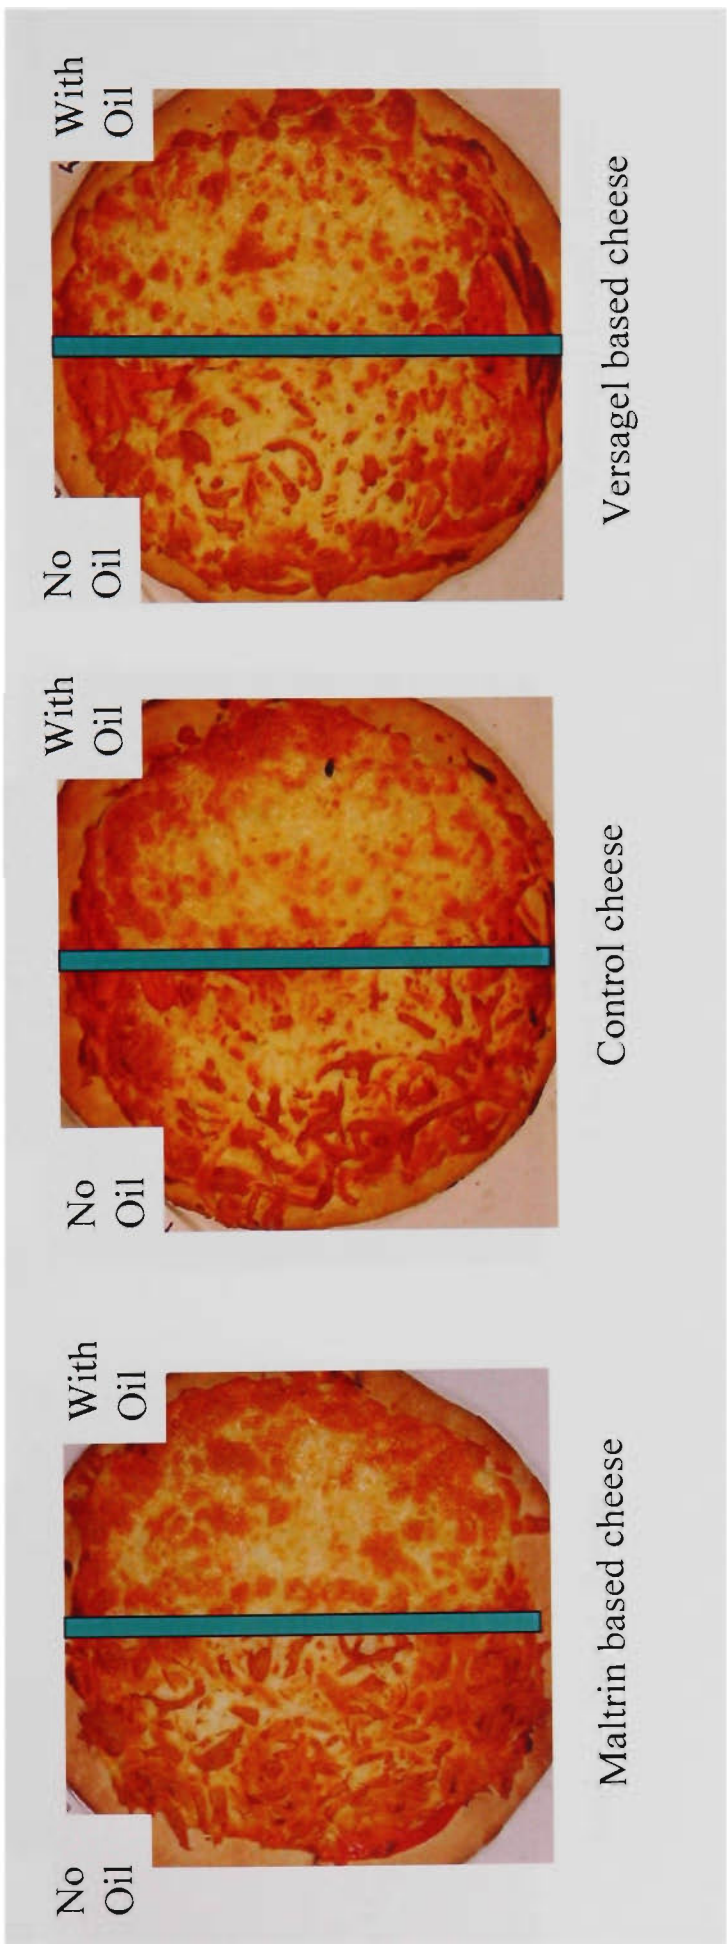 No
Oil
With
Oil
Maltrin based cheese
No
Oil
With
Oil
Control cheese
No
Oil
With
Oil
Versagel based cheese